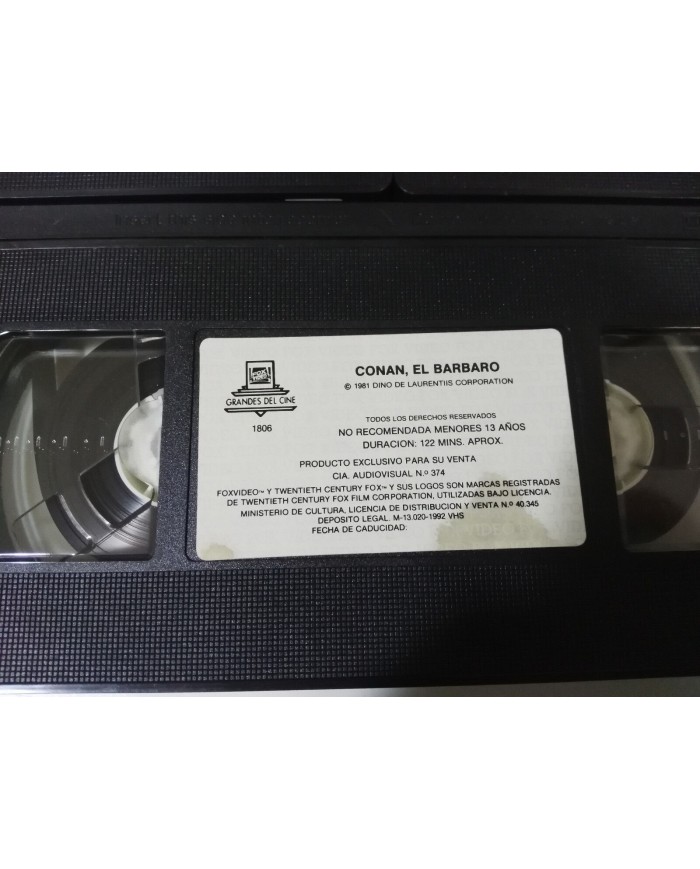 CONAN, EL BARBARO
© 1981 DINO DE LAURENTIIS CORPORATION
GRANDES DEL CINE
1806
TODOS LOS DERECHOS RESERVADOS
NO RECOMENDADA MENORES 13 AÑOS
DURACION: 122 MINS. APROX.
PRODUCTO EXCLUSIVO PARA SU VENTA
CIA. AUDIOVISUAL N.º 374
FOXVIDEO™ Y TWENTIETH CENTURY FOX™ Y SUS LOGOS SON MARCAS REGISTRADAS
DE TWENTIETH CENTURY FOX FILM CORPORATION, UTILIZADAS BAJO LICENCIA.
MINISTERIO DE CULTURA, LICENCIA DE DISTRIBUCION Y VENTA N.º 40.345
DEPOSITO LEGAL. M-13.020-1992 VHS
FECHA DE CADUCIDAD: